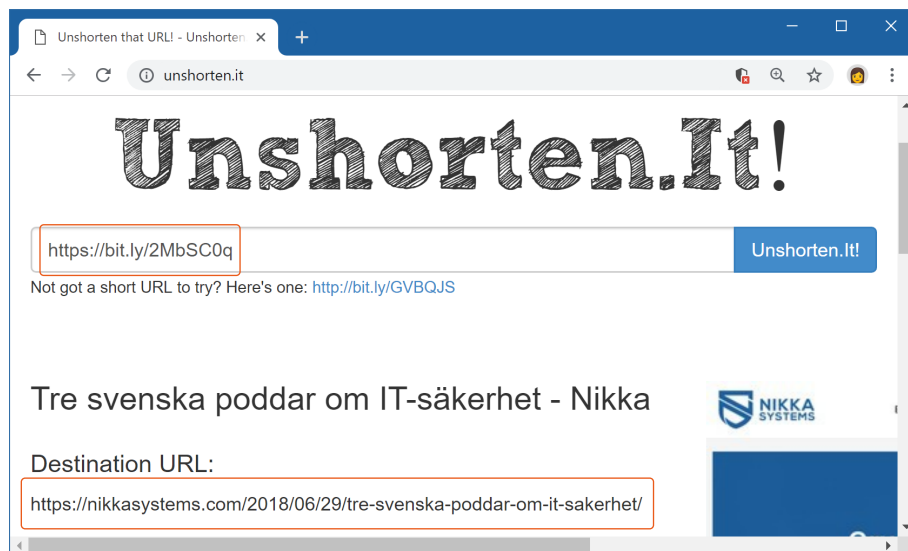 Unshorten that URL! - Unshorten
unshorten.it
Unshorten.It!
https://bit.ly/2MbSC0q
Unshorten.It!
Not got a short URL to try? Here's one: http://bit.ly/GVBQJS
Tre svenska poddar om IT-säkerhet - Nikka
NIKKA
SYSTEMS
Destination URL:
https://nikkasystems.com/2018/06/29/tre-svenska-poddar-om-it-sakerhet/